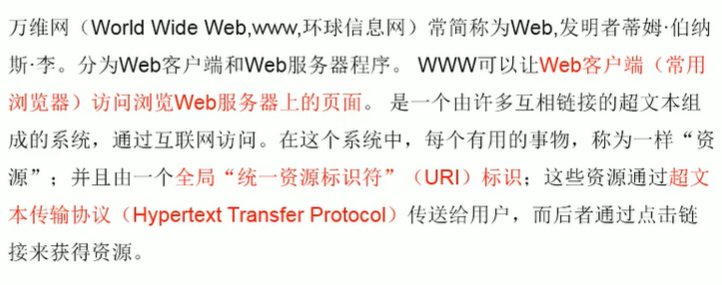 万维网（World Wide Web,www,环球信息网）常简称为Web,发明者蒂姆·伯纳
斯·李。分为Web客户端和Web服务器程序。 WWW可以让Web客户端（常用
浏览器）访问浏览Web服务器上的页面。 是一个由许多互相链接的超文本组
成的系统，通过互联网访问。在这个系统中，每个有用的事物，称为一样“资
源”；并且由一个全局“统一资源标识符”（URI）标识；这些资源通过超文
本传输协议（Hypertext Transfer Protocol）传送给用户，而后者通过点击链
接来获得资源。